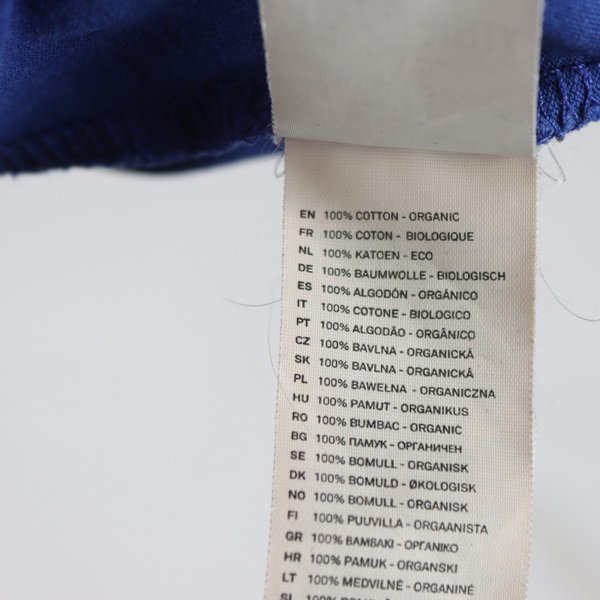 EN 100% COTTON - ORGANIC
FR 100% COTON - BIOLOGIQUE
NL 100% KATOEN - ECO
DE 100% BAUMWOLLE - BIOLOGISCH
ES 100% ALGODÓN - ORGÂNICO
IT 100% COTONE - BIOLOGICO
PT 100% ALGODÃO - ORGÂNICO
CZ 100% BAVLNA - ORGANICKÁ
SK 100% BAVLNA - ORGANICKÁ
PL 100% BAWEŁNA - ORGANICZNA
HU 100% PAMUT - ORGANIKUS
RO 100% BUMBAC - ORGANIC
BG 100% ПАМУК - ОРГАНИЧЕН
SE 100% BOMULL - ORGANISK
DK 100% BOMULD - ØKOLOGISK
NO 100% BOMULL - ORGANISK
FI 100% PUUVILLA - ORGAANISTA
GR 100% ΒΑΜΒΑΚΙ - ΟΡΓΑΝΙΚΟ
HR 100% PAMUK - ORGANSKI
LT 100% MEDVILNĖ - ORGANINĖ